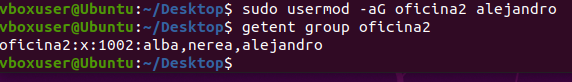 vboxuser@Ubuntu:~/Desktop$ sudo usermod -aG oficina2 alejandro
vboxuser@Ubuntu:~/Desktop$ getent group oficina2
oficina2:x:1002:alba,nerea,alejandro
vboxuser@Ubuntu:~/Desktop$